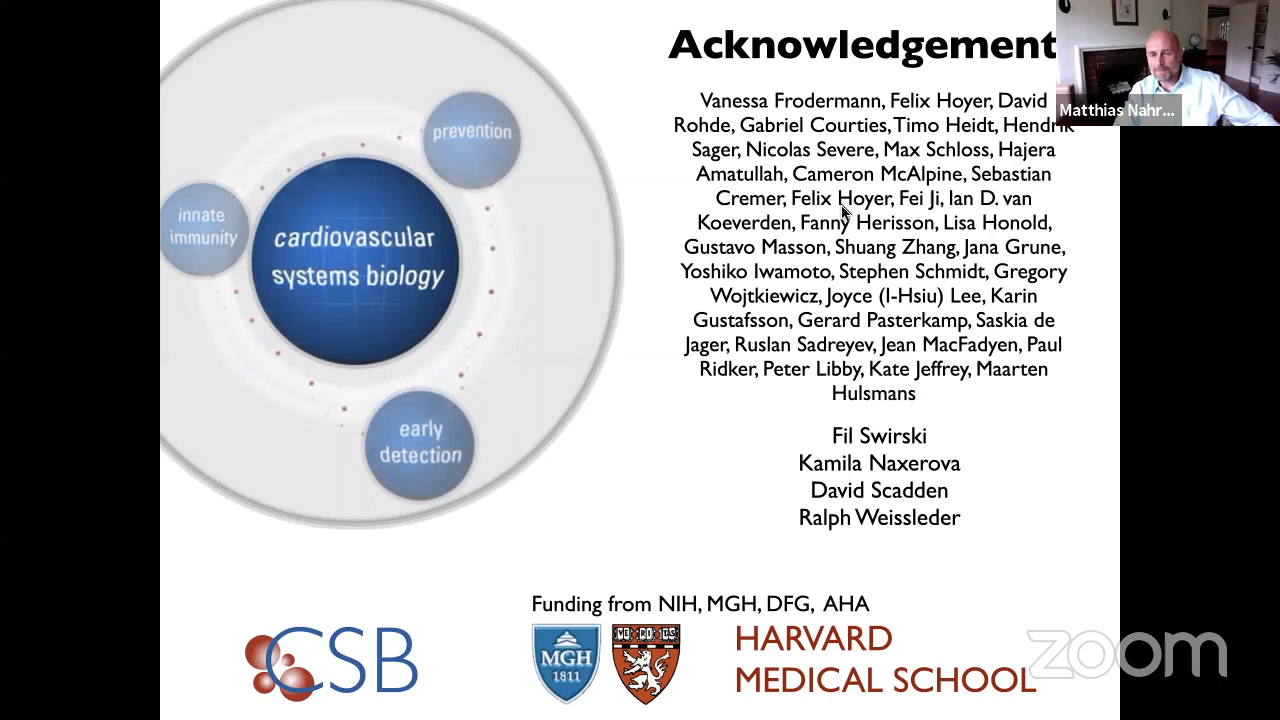 Acknowledgement
Vanessa Frodermann, Felix Hoyer, David
Rohde, Gabriel Courties, Timo Heidt, Hendrik
Sager, Nicolas Severe, Max Schloss, Hajera
Amatullah, Cameron McAlpine, Sebastian
Cremer, Felix Hoyer, Fei Ji, Ian D. van
Koeverden, Fanny Herisson, Lisa Honold,
Gustavo Masson, Shuang Zhang, Jana Grune,
Yoshiko Iwamoto, Stephen Schmidt, Gregory
Wojtkiewicz, Joyce (I-Hsiu) Lee, Karin
Gustafsson, Gerard Pasterkamp, Saskia de
Jager, Ruslan Sadreyev, Jean MacFadyen, Paul
Ridker, Peter Libby, Kate Jeffrey, Maarten
Hulsmans
Fil Swirski
Kamila Naxerova
David Scadden
Ralph Weissleder
prevention
innate
immunity
cardiovascular
systems biology
early
detection
Matthias Nahr...
Funding from NIH, MGH, DFG, AHA
CSB
MGH
1811
VE RI TAS
HARVARD
MEDICAL SCHOOL
zoom